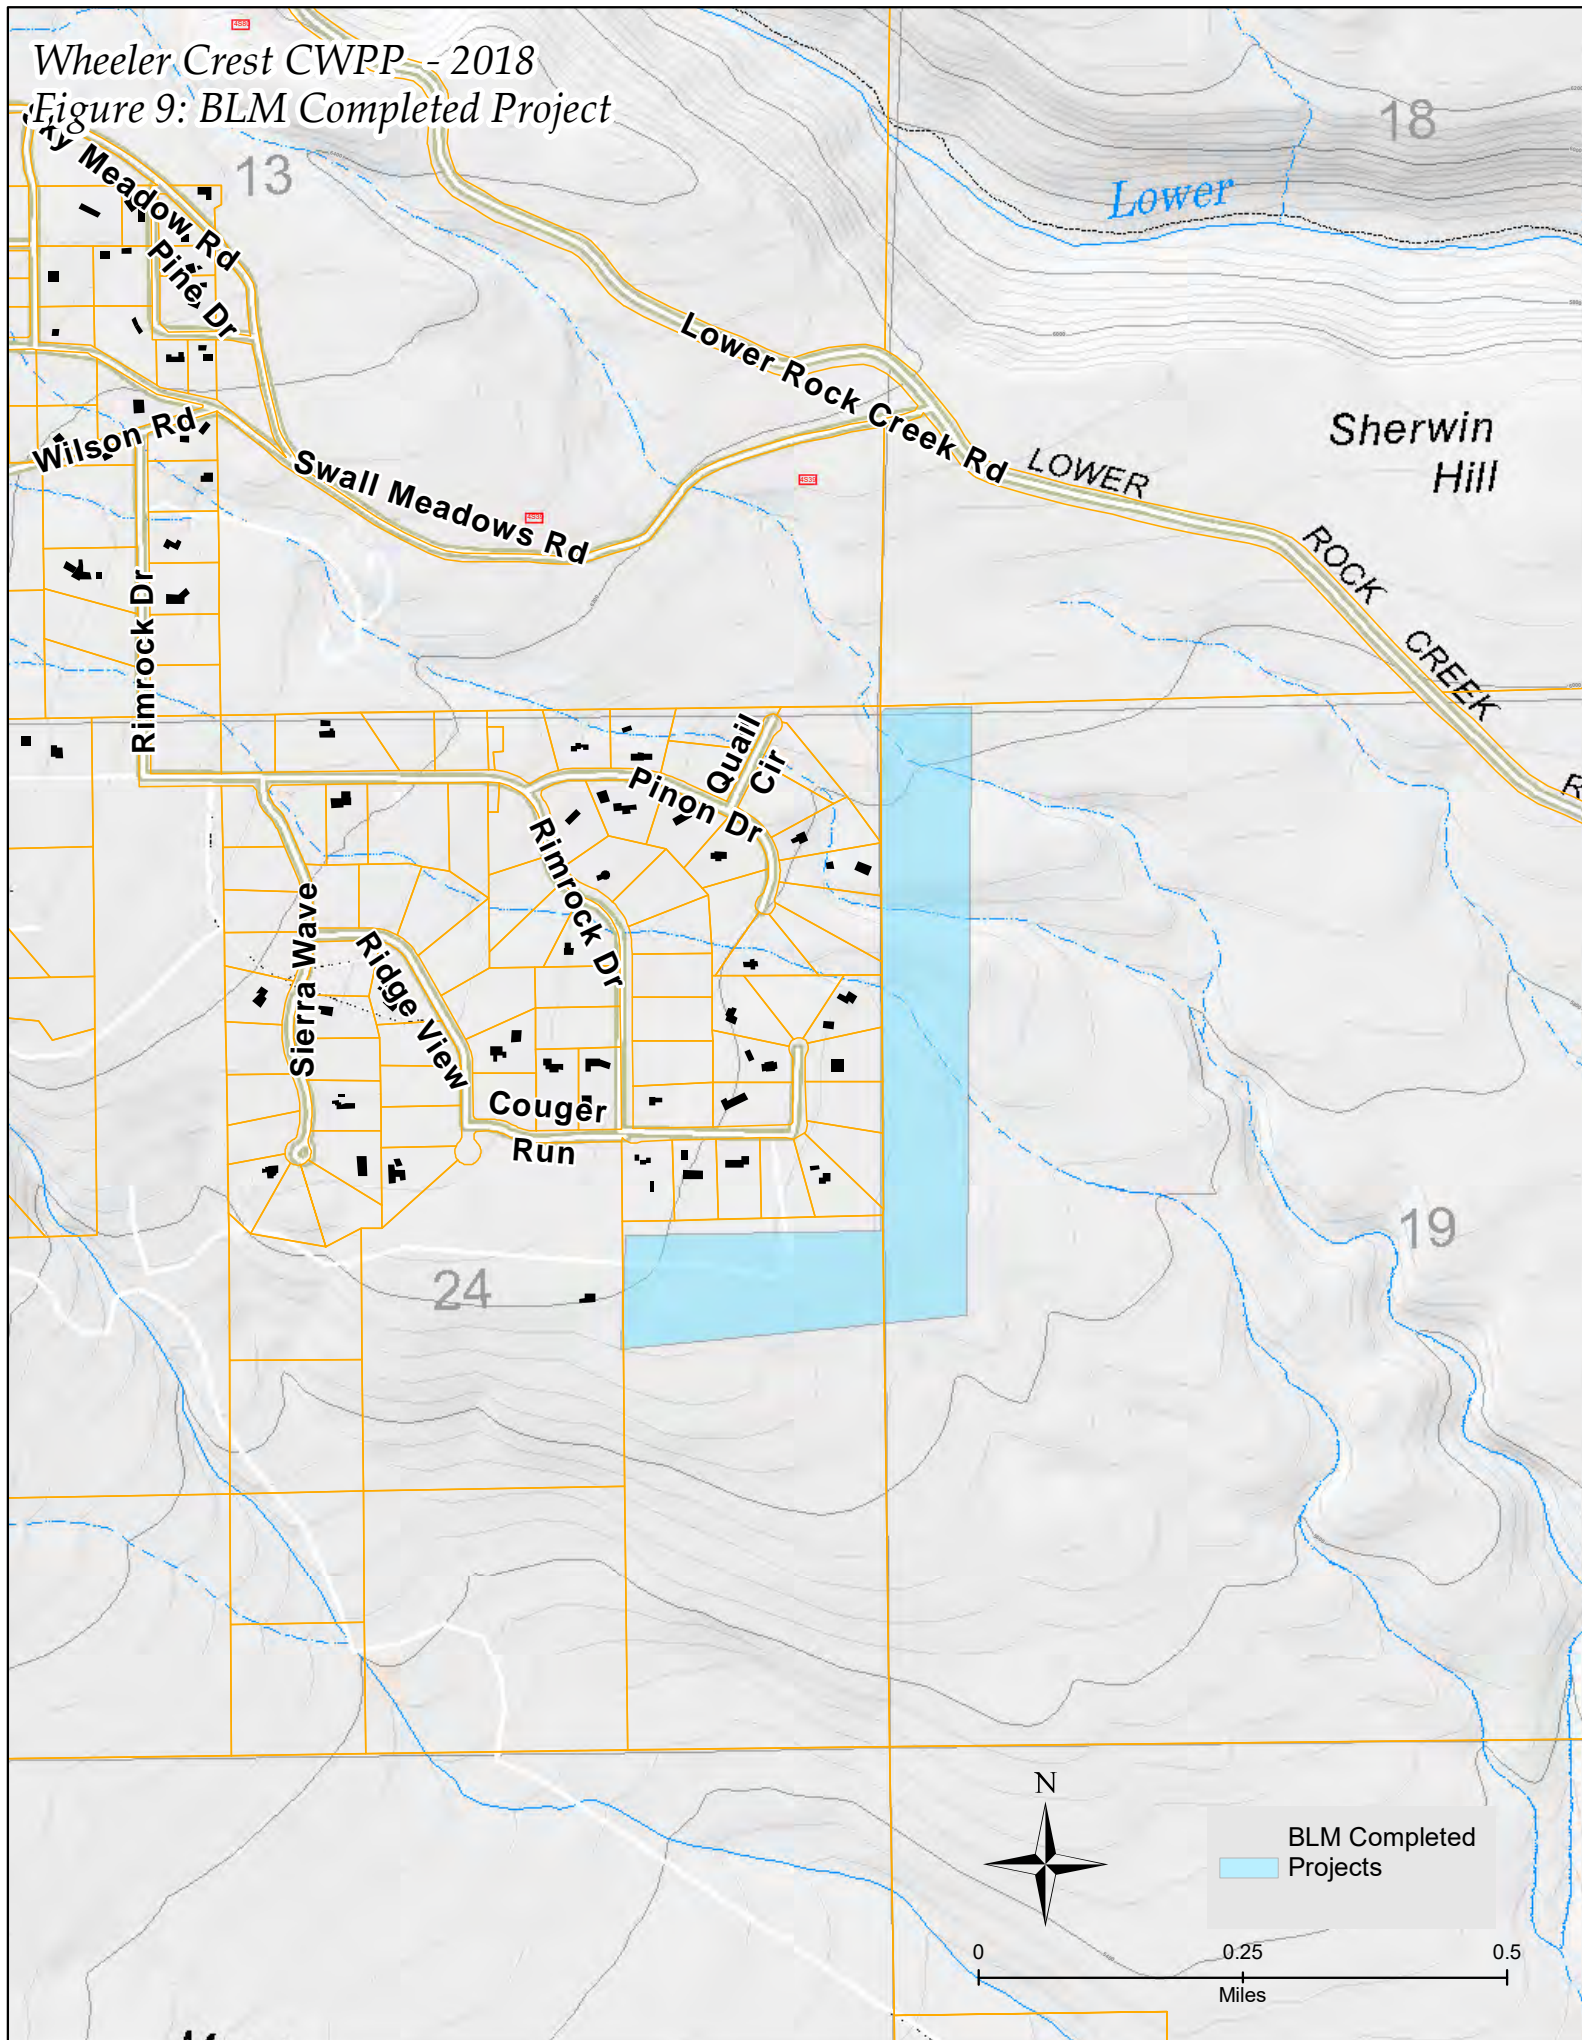 Wheeler Crest CWPP - 2018
Figure 9: BLM Completed Project
18
13
Lower
ky Meadow Rd
Pine Dr
Lower Rock Creek Rd
LOWER
ROCK
CREEK
Sherwin
Hill
Wilson Rd
Swall Meadows Rd
4S39
Rimrock Dr
Quail
Cir
Pinon Dr
Rimrock Dr
Sierra Wave
Ridge View
Couger
Run
19
24
N
BLM Completed
Projects
0
0.25
0.5
Miles